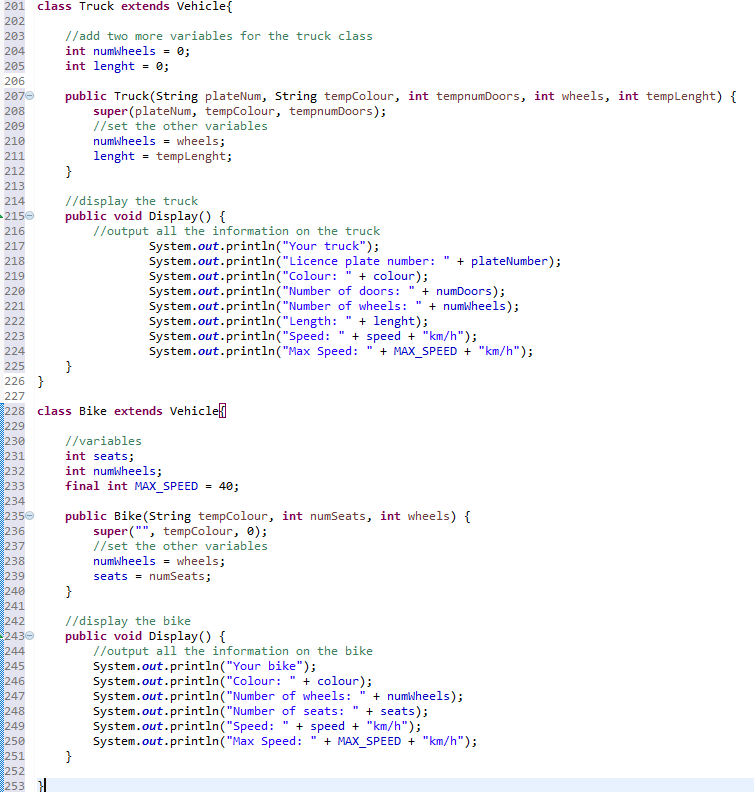 201 class Truck extends Vehicle{
202
203     //add two more variables for the truck class
204     int numWheels = 0;
205     int lenght = 0;
206
207     public Truck(String plateNum, String tempColour, int tempnumDoors, int wheels, int tempLenght) {
208         super(plateNum, tempColour, tempnumDoors);
209         //set the other variables
210         numWheels = wheels;
211         lenght = tempLenght;
212     }
213
214     //display the truck
215     public void Display() {
216         //output all the information on the truck
217                 System.out.println("Your truck");
218                 System.out.println("Licence plate number: " + plateNumber);
219                 System.out.println("Colour: " + colour);
220                 System.out.println("Number of doors: " + numDoors);
221                 System.out.println("Number of wheels: " + numWheels);
222                 System.out.println("Length: " + lenght);
223                 System.out.println("Speed: " + speed + "km/h");
224                 System.out.println("Max Speed: " + MAX_SPEED + "km/h");
225     }
226 }
227
228 class Bike extends Vehicle{
229
230     //variables
231     int seats;
232     int numWheels;
233     final int MAX_SPEED = 40;
234
235     public Bike(String tempColour, int numSeats, int wheels) {
236         super("", tempColour, 0);
237         //set the other variables
238         numWheels = wheels;
239         seats = numSeats;
240     }
241
242     //display the bike
243     public void Display() {
244         //output all the information on the bike
245         System.out.println("Your bike");
246         System.out.println("Colour: " + colour);
247         System.out.println("Number of wheels: " + numWheels);
248         System.out.println("Number of seats: " + seats);
249         System.out.println("Speed: " + speed + "km/h");
250         System.out.println("Max Speed: " + MAX_SPEED + "km/h");
251     }
252
253 }